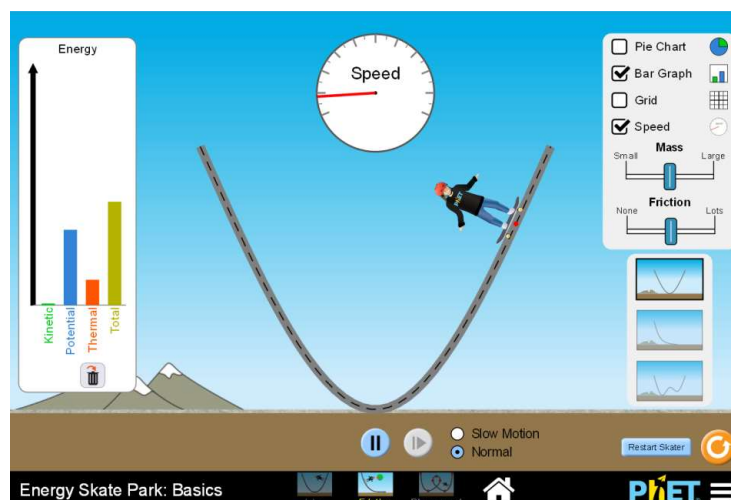 Energy
Kinetic
Potential
Thermal
Total
Speed
Pie Chart
Bar Graph
Grid
Speed
Mass
Small
Large
Friction
None
Lots
Slow Motion
Normal
Restart Skater
Energy Skate Park: Basics
PhET